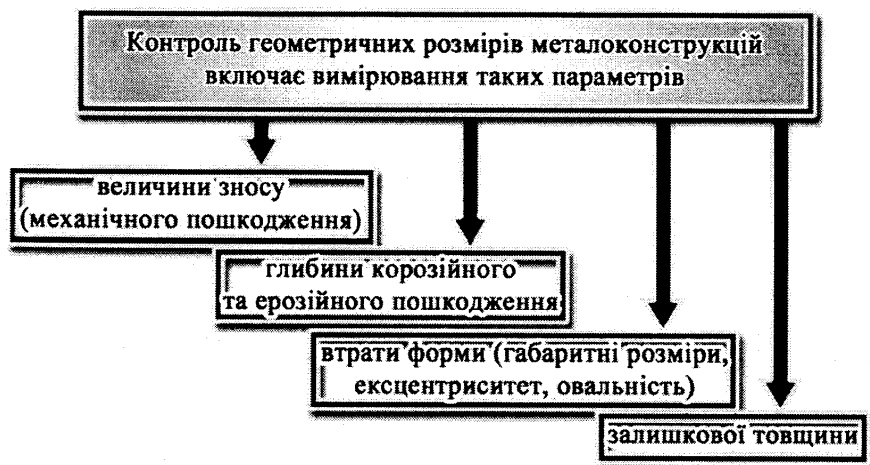 Контроль геометричних розмірів металоконструкцій
включає вимірювання таких параметрів
величини зносу
(механічного пошкодження)
глибини корозійного
та ерозійного пошкодження
втрати форми (габаритні розміри,
ексцентриситет, овальність)
залишкової товщини